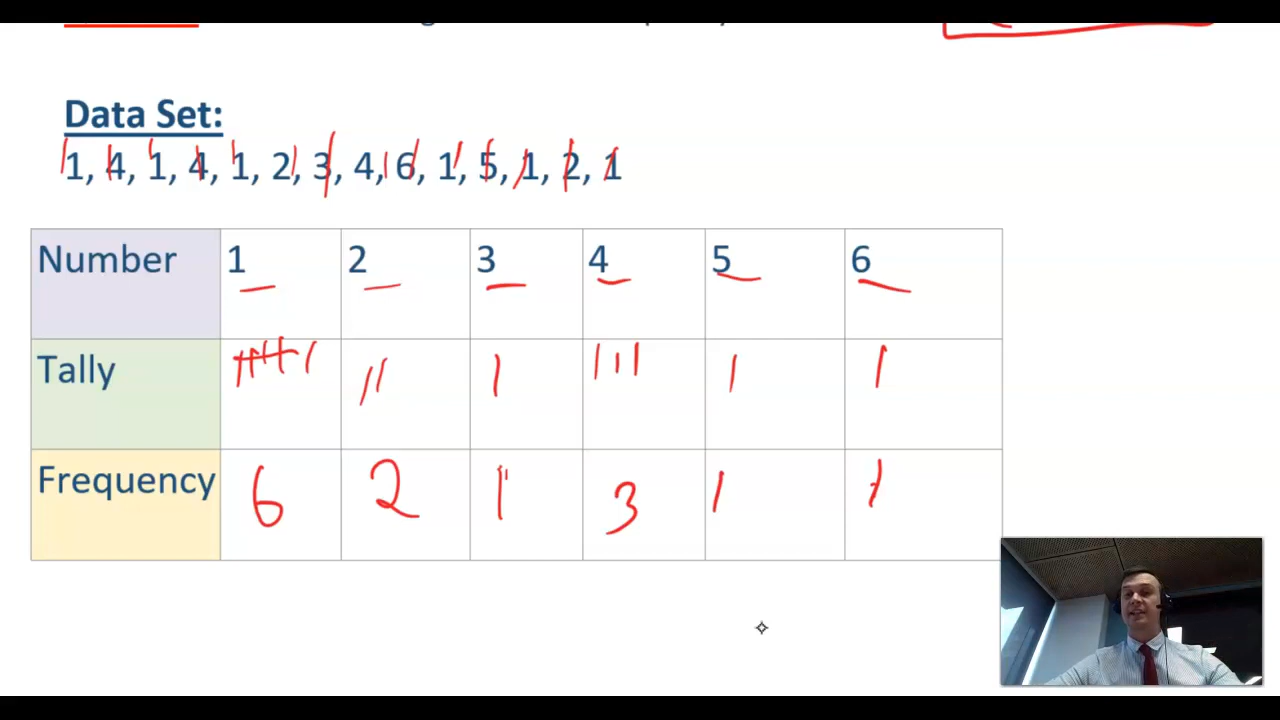 Data Set:
1, 4, 1, 4, 1, 2, 3, 4, 6, 1, 5, 1, 2, 1
Number 1 2 3 4 5 6
Tally
Frequency 6 2 1 3 1 1